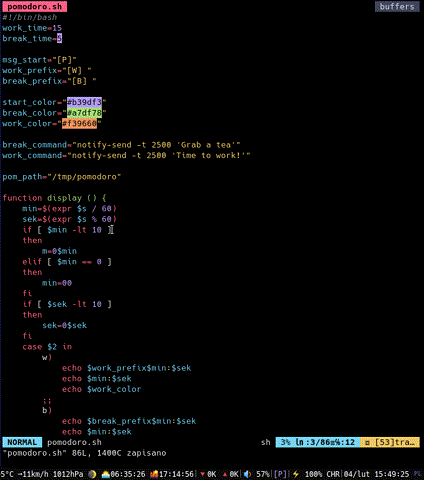 pomodoro.sh buffers
#!/bin/bash
work_time=15
break_time=5
msg_start="[P]"
work_prefix="[W] "
break_prefix="[B] "
start_color="#b39df3"
break_color="#a7df78"
work_color="#f39660"
break_command="notify-send -t 2500 'Grab a tea'"
work_command="notify-send -t 2500 'Time to work!'"
pom_path="/tmp/pomodoro"
function display () {
    min=$(expr $s / 60)
    sek=$(expr $s % 60)
    if [ $min -lt 10 ]
    then
        m=0$min
    elif [ $min == 0 ]
    then
        min=00
    fi
    if [ $sek -lt 10 ]
    then
        sek=0$sek
    fi
    case $2 in
        w)
            echo $work_prefix$min:$sek
            echo $min:$sek
            echo $work_color
        ;;
        b)
            echo $break_prefix$min:$sek
            echo $min:$sek
NORMAL pomodoro.sh sh 3% :3/86 :12 [53]tra…
"pomodoro.sh" 86L, 1400C zapisano
5°C →11km/h 1012hPa 06:35:26 17:14:56 ▼ 0K ▲ 0K 57% [P] 100% CHR 04/lut 15:49:25